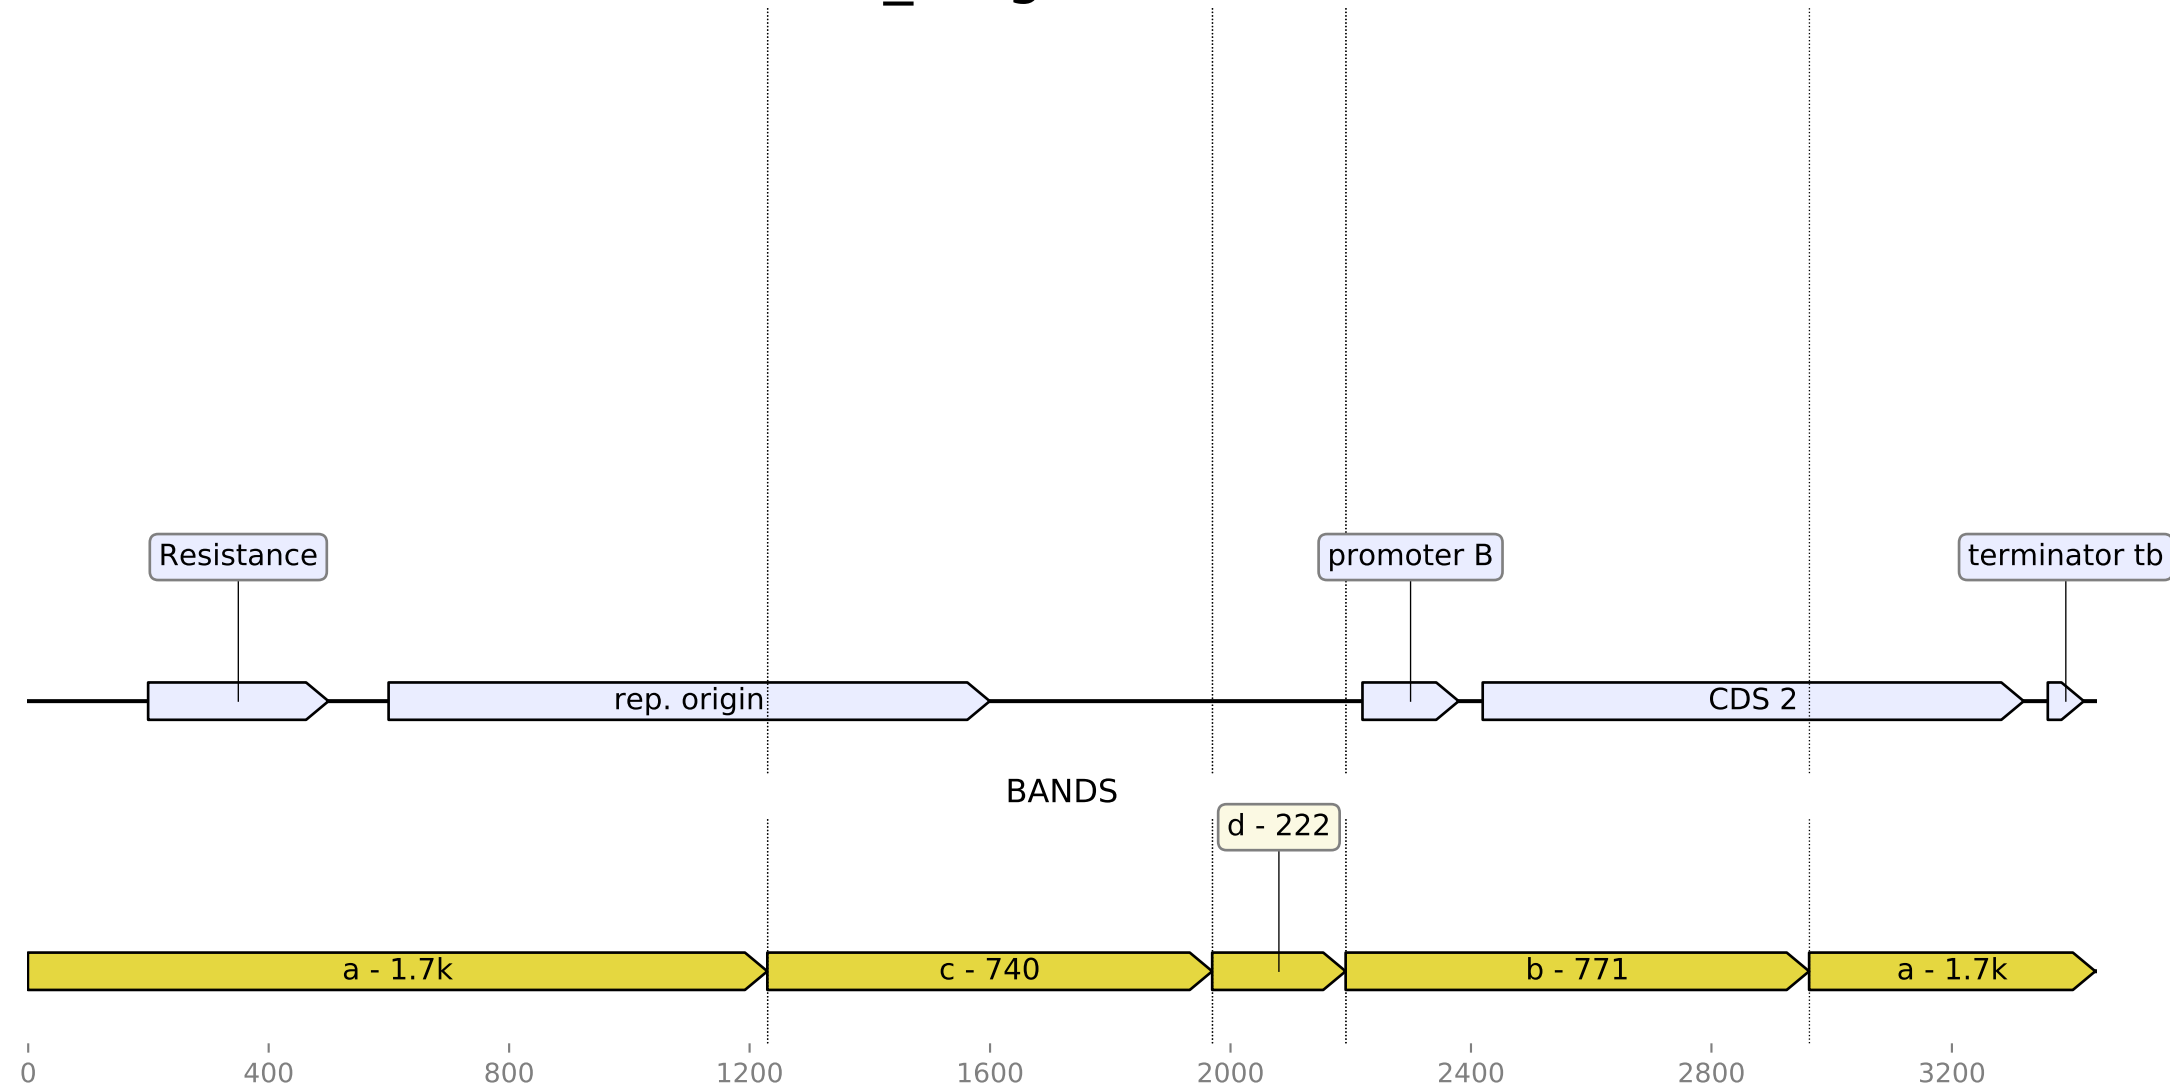 Resistance
promoter B
terminator tb
rep. origin
CDS 2
BANDS
d - 222
a - 1.7k
c - 740
b - 771
a - 1.7k
0 400 800 1200 1600 2000 2400 2800 3200